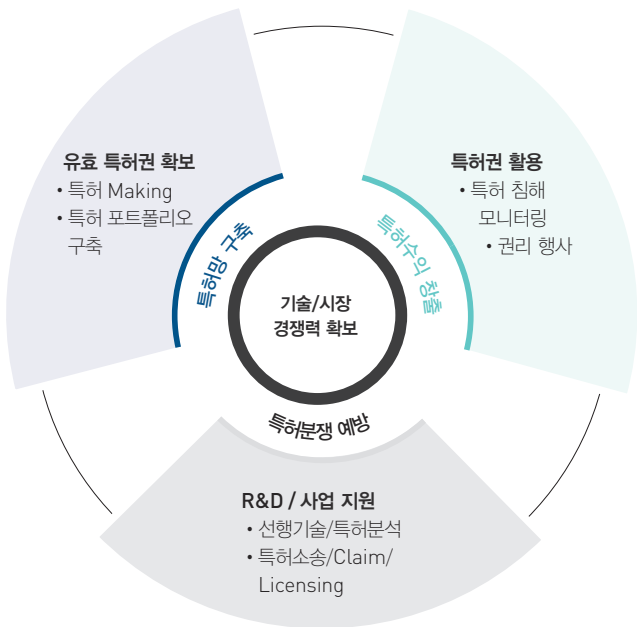 유효 특허권 확보
• 특허 Making
• 특허 포트폴리오
구축
특허망 구축
특허권 활용
• 특허 침해
모니터링
• 권리 행사
특허수익 창출
기술/시장
경쟁력 확보
특허분쟁 예방
R&D / 사업 지원
• 선행기술/특허분석
• 특허소송/Claim/
Licensing